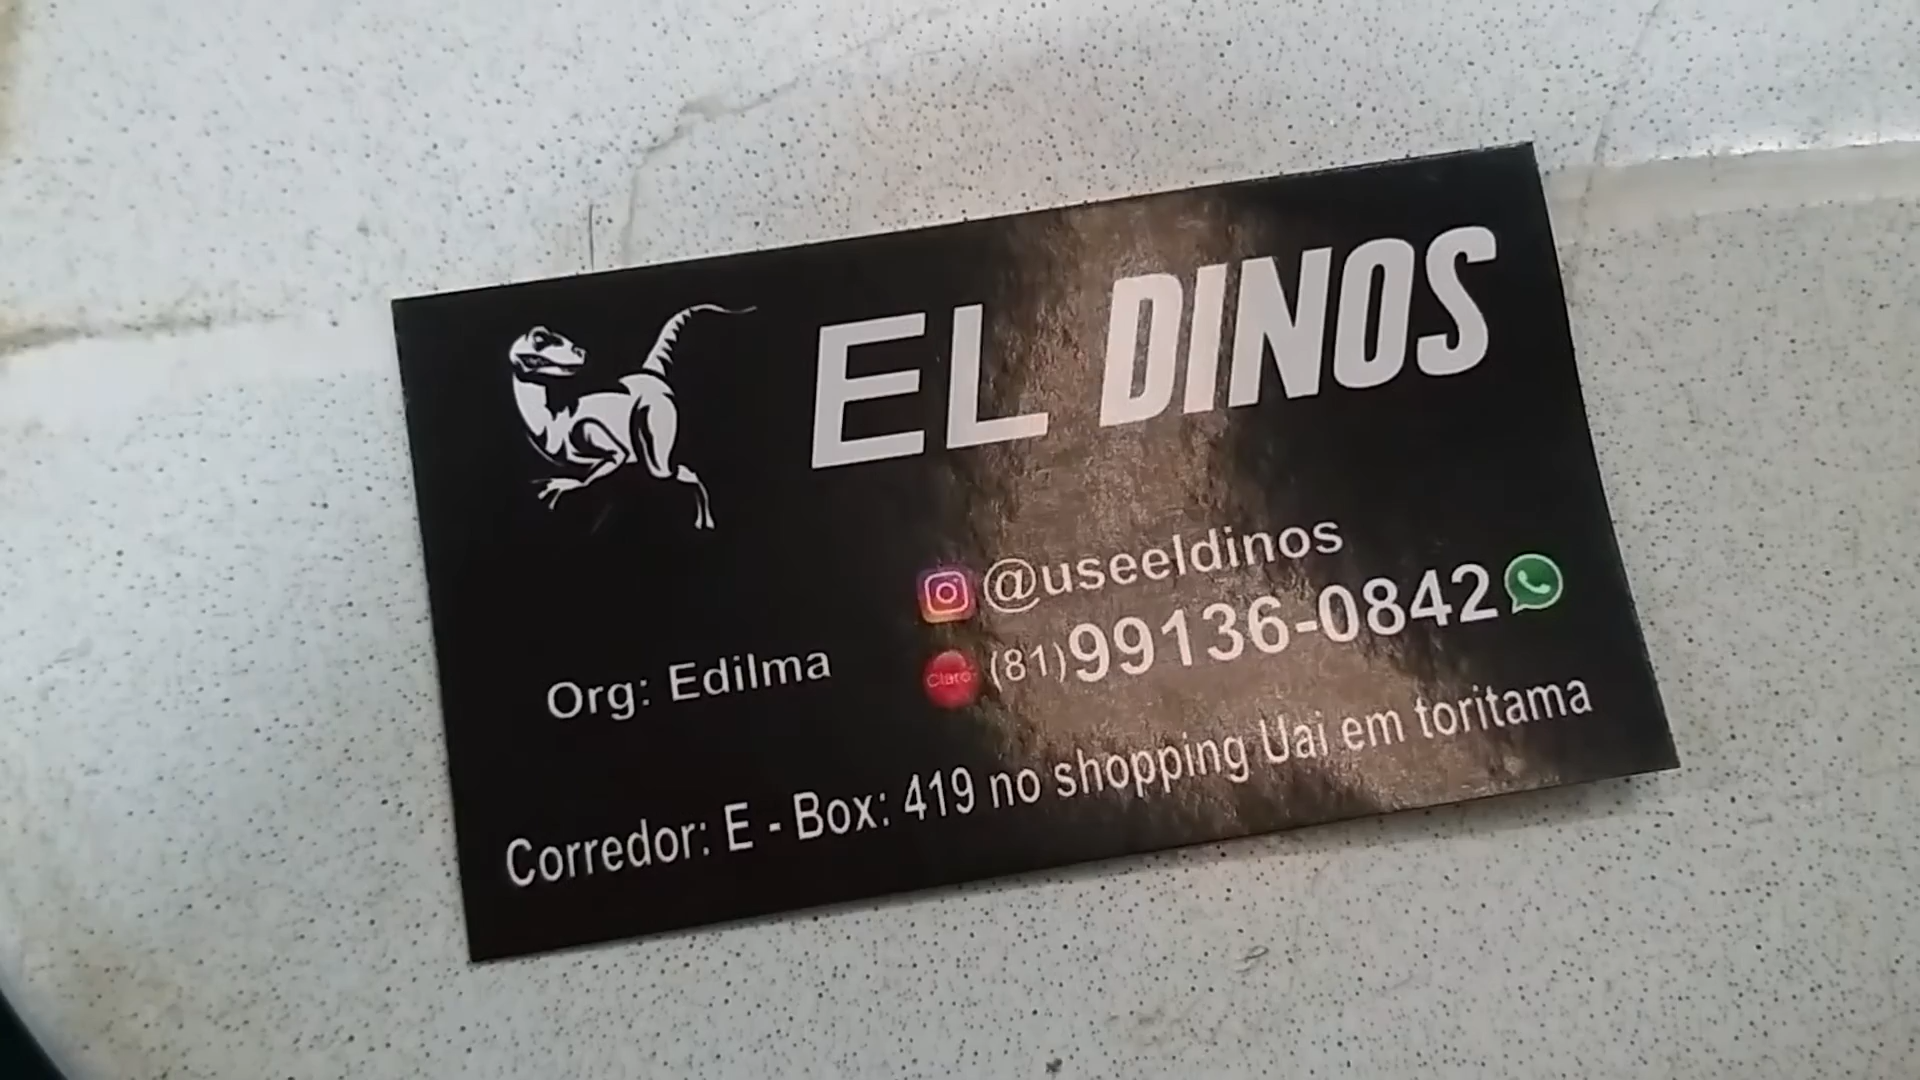 EL DINOS
@useeldinos
Org: Edilma
Claro (81)99136-0842
Corredor: E - Box: 419 no shopping Uai em toritama